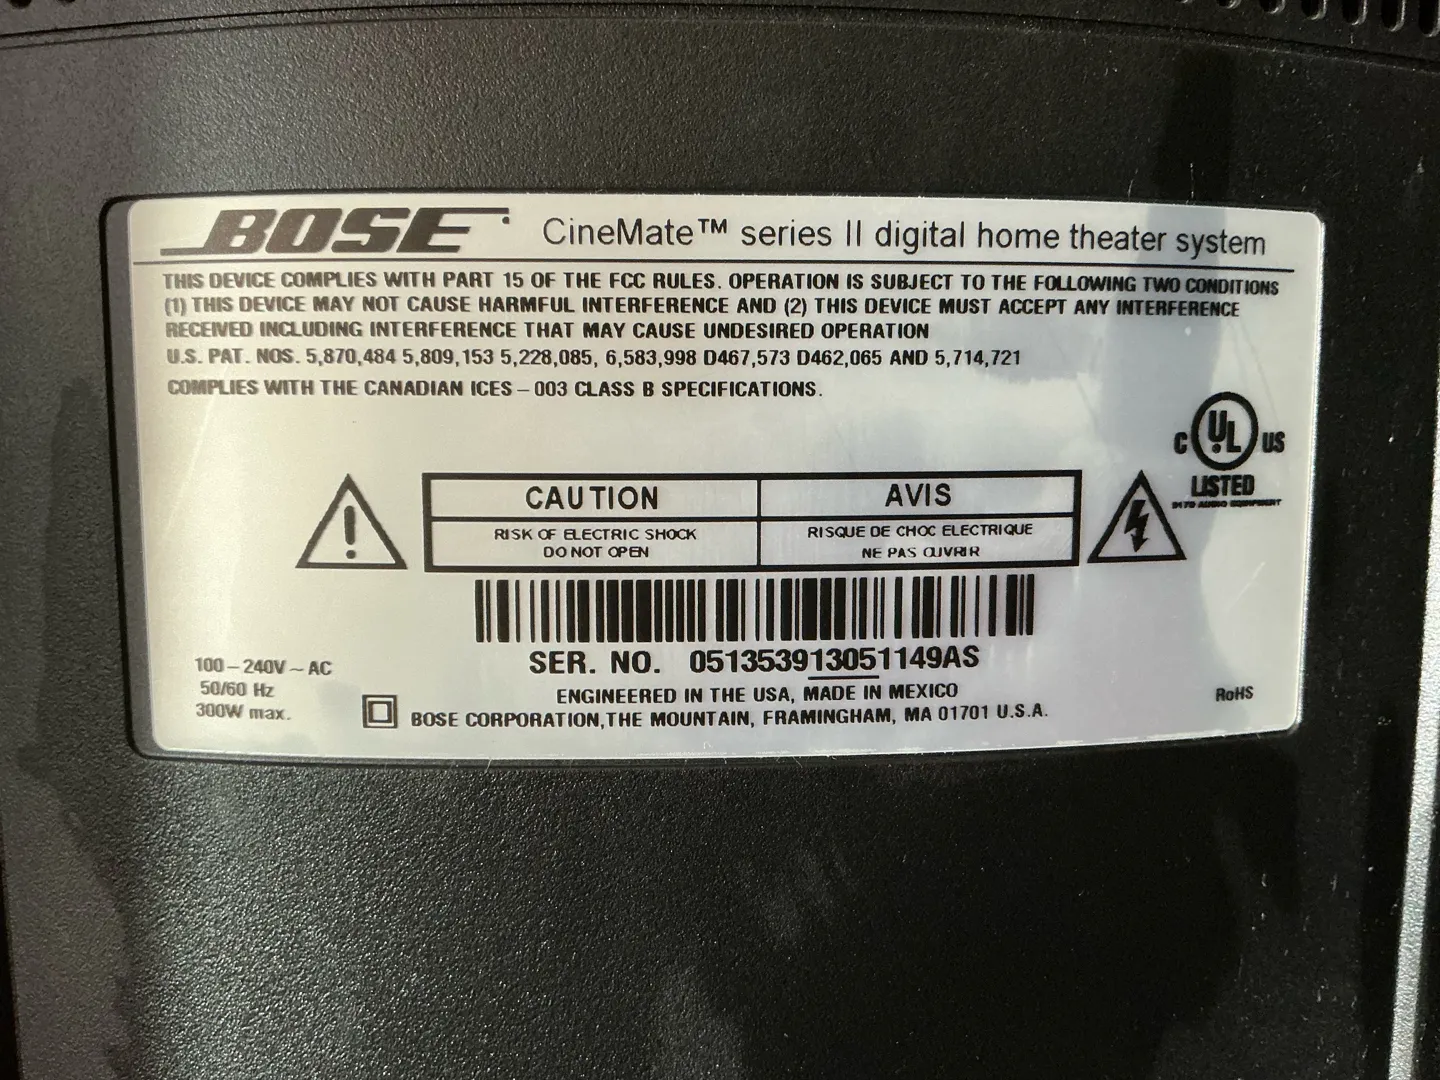 BOSE CineMate™ series II digital home theater system
THIS DEVICE COMPLIES WITH PART 15 OF THE FCC RULES. OPERATION IS SUBJECT TO THE FOLLOWING TWO CONDITIONS
(1) THIS DEVICE MAY NOT CAUSE HARMFUL INTERFERENCE AND (2) THIS DEVICE MUST ACCEPT ANY INTERFERENCE
RECEIVED INCLUDING INTERFERENCE THAT MAY CAUSE UNDESIRED OPERATION
U.S. PAT. NOS. 5,870,484 5,809,153 5,228,085, 6,583,998 D467,573 D462,065 AND 5,714,721
COMPLIES WITH THE CANADIAN ICES – 003 CLASS B SPECIFICATIONS.
C UL US
LISTED
3170 AUDIO EQUIPMENT
CAUTION
RISK OF ELECTRIC SHOCK
DO NOT OPEN
AVIS
RISQUE DE CHOC ELECTRIQUE
NE PAS OUVRIR
SER. NO. 051353913051149AS
100–240V ~ AC
50/60 Hz
300W max.
ENGINEERED IN THE USA, MADE IN MEXICO
BOSE CORPORATION,THE MOUNTAIN, FRAMINGHAM, MA 01701 U.S.A.
RoHS